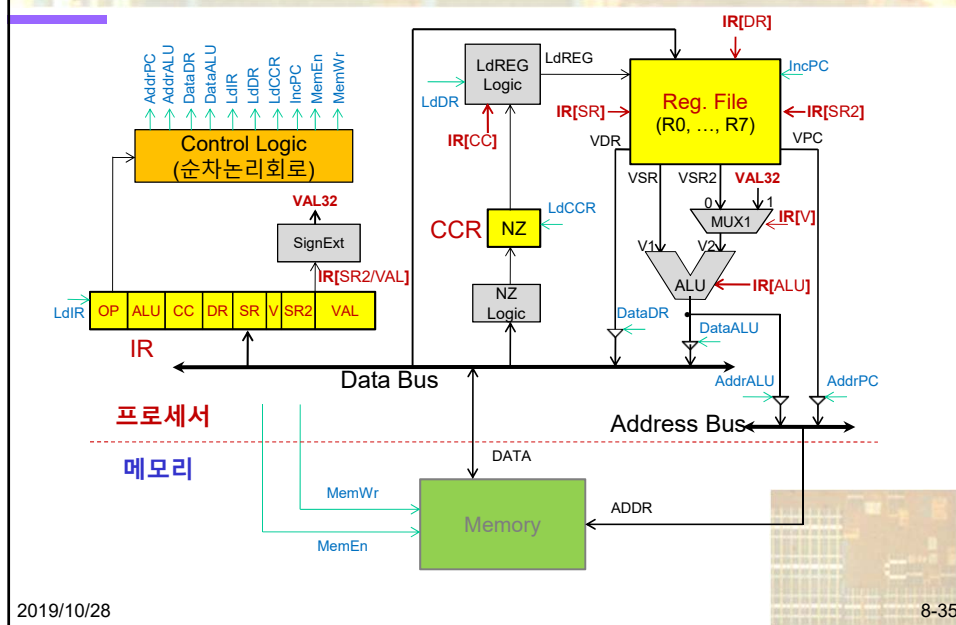 AddrPC
AddrALU
DataDR
DataALU
LdIR
LdDR
LdCCR
IncPC
MemEn
MemWr
Control Logic
(순차논리회로)
VAL32
SignExt
IR[SR2/VAL]
LdIR
OP ALU CC DR SR V SR2 VAL
IR
LdREG
Logic
LdREG
LdDR
IR[CC]
CCR
NZ
LdCCR
NZ
Logic
IR[DR]
IncPC
Reg. File
(R0, …, R7)
IR[SR]
IR[SR2]
VDR
VPC
VSR
VSR2
VAL32
0
1
MUX1
IR[V]
V1
V2
ALU
IR[ALU]
DataDR
DataALU
AddrALU
AddrPC
Data Bus
Address Bus
프로세서
메모리
DATA
MemWr
MemEn
Memory
ADDR
2019/10/28
8-35